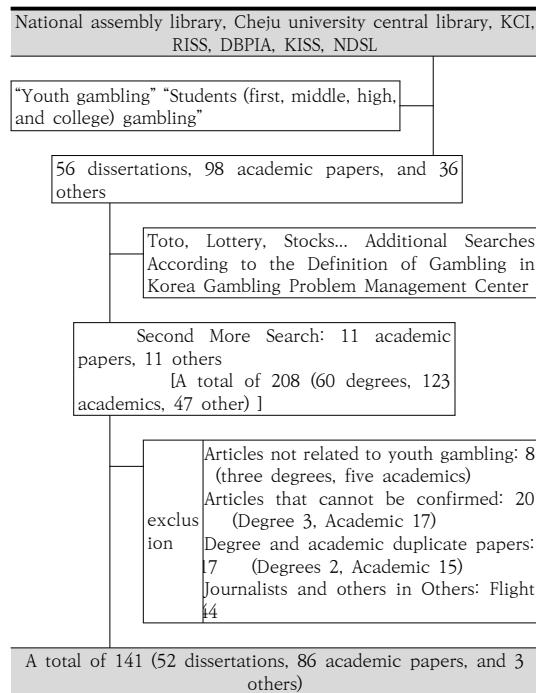 National assembly library, Cheju university central library, KCI,
RISS, DBPIA, KISS, NDSL
“Youth gambling” “Students (first, middle, high,
and college) gambling”
56 dissertations, 98 academic papers, and 36
others
Toto, Lottery, Stocks... Additional Searches
According to the Definition of Gambling in
Korea Gambling Problem Management Center
Second More Search: 11 academic
papers, 11 others
[A total of 208 (60 degrees, 123
academics, 47 other) ]
exclus
ion
Articles not related to youth gambling: 8
(three degrees, five academics)
Articles that cannot be confirmed: 20
(Degree 3, Academic 17)
Degree and academic duplicate papers:
17 (Degrees 2, Academic 15)
Journalists and others in Others: Flight
44
A total of 141 (52 dissertations, 86 academic papers, and 3
others)